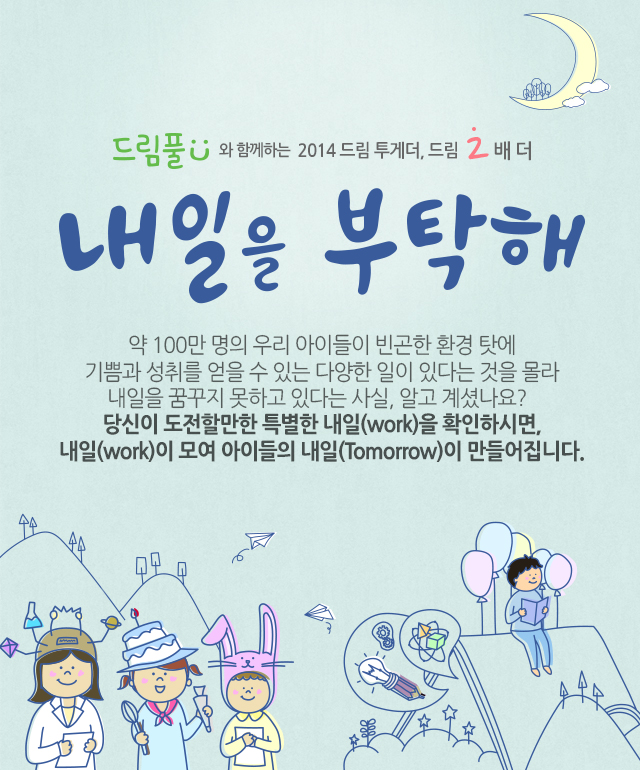 드림풀 와 함께하는 2014 드림 투게더, 드림 2 배 더
내일을 부탁해
약 100만 명의 우리 아이들이 빈곤한 환경 탓에
기쁨과 성취를 얻을 수 있는 다양한 일이 있다는 것을 몰라
내일을 꿈꾸지 못하고 있다는 사실, 알고 계셨나요?
당신이 도전할만한 특별한 내일(work)을 확인하시면,
내일(work)이 모여 아이들의 내일(Tomorrow)이 만들어집니다.